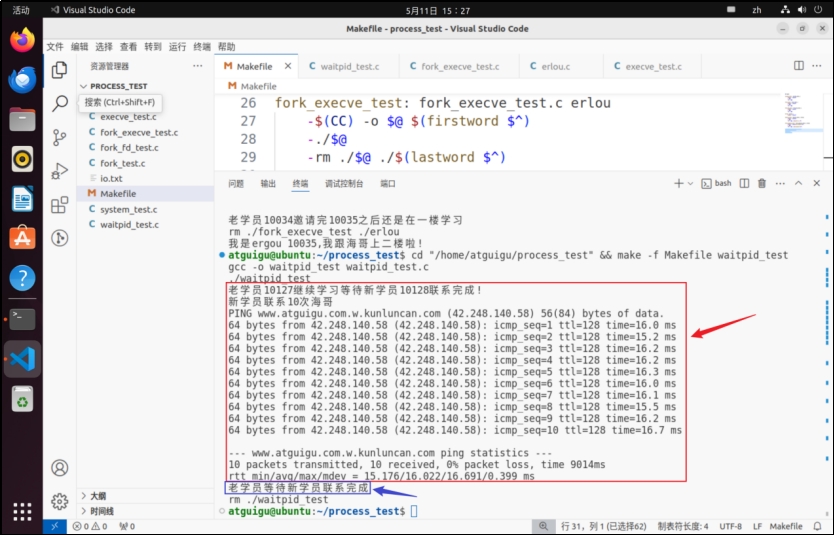 活动
Visual Studio Code
5月11日 15：27
zh
Makefile - process_test - Visual Studio Code
文件 编辑 选择 查看 转到 运行 终端 帮助
资源管理器
PROCESS_TEST
搜索 (Ctrl+Shift+F)
execve_test.c
fork_execve_test.c
fork_fd_test.c
fork_test.c
io.txt
Makefile
system_test.c
waitpid_test.c
大纲
时间线
Makefile
waitpid_test.c
fork_execve_test.c
erlou.c
execve_test.c
Makefile
26 fork_execve_test: fork_execve_test.c erlou
27 -$(CC) -o $@ $(firstword $^)
28 -./$@
29 -rm ./$@ ./$(lastword $^)
问题 输出 终端 调试控制台 端口
bash
老学员10034邀请完10035之后还是在一楼学习
rm ./fork_execve_test ./erlou
我是ergou 10035,我跟海哥上二楼啦！
atguigu@ubuntu:~/process_test$ cd "/home/atguigu/process_test" && make -f Makefile waitpid_test
gcc -o waitpid_test waitpid_test.c
./waitpid_test
老学员10127继续学习等待新学员10128联系完成！
新学员联系10次海哥
PING www.atguigu.com.w.kunluncan.com (42.248.140.58) 56(84) bytes of data.
64 bytes from 42.248.140.58 (42.248.140.58): icmp_seq=1 ttl=128 time=16.0 ms
64 bytes from 42.248.140.58 (42.248.140.58): icmp_seq=2 ttl=128 time=15.2 ms
64 bytes from 42.248.140.58 (42.248.140.58): icmp_seq=3 ttl=128 time=16.2 ms
64 bytes from 42.248.140.58 (42.248.140.58): icmp_seq=4 ttl=128 time=16.2 ms
64 bytes from 42.248.140.58 (42.248.140.58): icmp_seq=5 ttl=128 time=16.3 ms
64 bytes from 42.248.140.58 (42.248.140.58): icmp_seq=6 ttl=128 time=16.0 ms
64 bytes from 42.248.140.58 (42.248.140.58): icmp_seq=7 ttl=128 time=16.1 ms
64 bytes from 42.248.140.58 (42.248.140.58): icmp_seq=8 ttl=128 time=15.5 ms
64 bytes from 42.248.140.58 (42.248.140.58): icmp_seq=9 ttl=128 time=16.2 ms
64 bytes from 42.248.140.58 (42.248.140.58): icmp_seq=10 ttl=128 time=16.7 ms
--- www.atguigu.com.w.kunluncan.com ping statistics ---
10 packets transmitted, 10 received, 0% packet loss, time 9014ms
rtt min/avg/max/mdev = 15.176/16.022/16.691/0.399 ms
老学员等待新学员联系完成
rm ./waitpid_test
atguigu@ubuntu:~/process_test$
0 0 0
行 31，列 1 (已选择62) 制表符长度: 4 UTF-8 LF Makefile